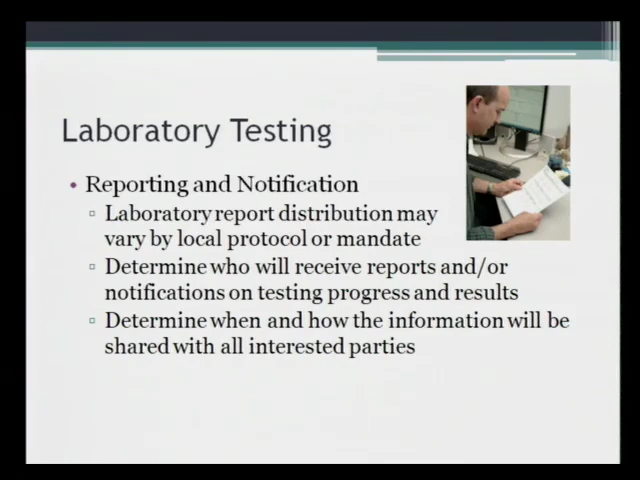 Laboratory Testing
• Reporting and Notification
▫ Laboratory report distribution may
vary by local protocol or mandate
▫ Determine who will receive reports and/or
notifications on testing progress and results
▫ Determine when and how the information will be
shared with all interested parties